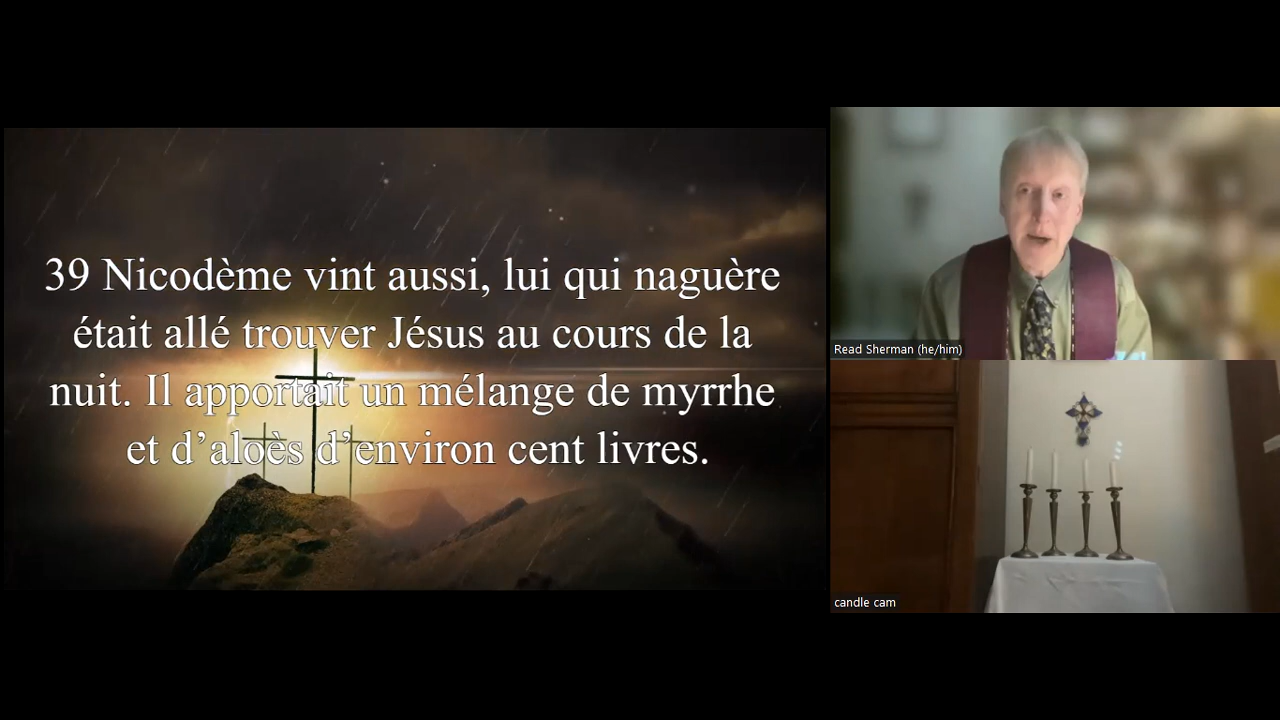 39 Nicodème vint aussi, lui qui naguère
était allé trouver Jésus au cours de la
nuit. Il apportait un mélange de myrrhe
et d’aloès d’environ cent livres.
Read Sherman (he/him)
candle cam